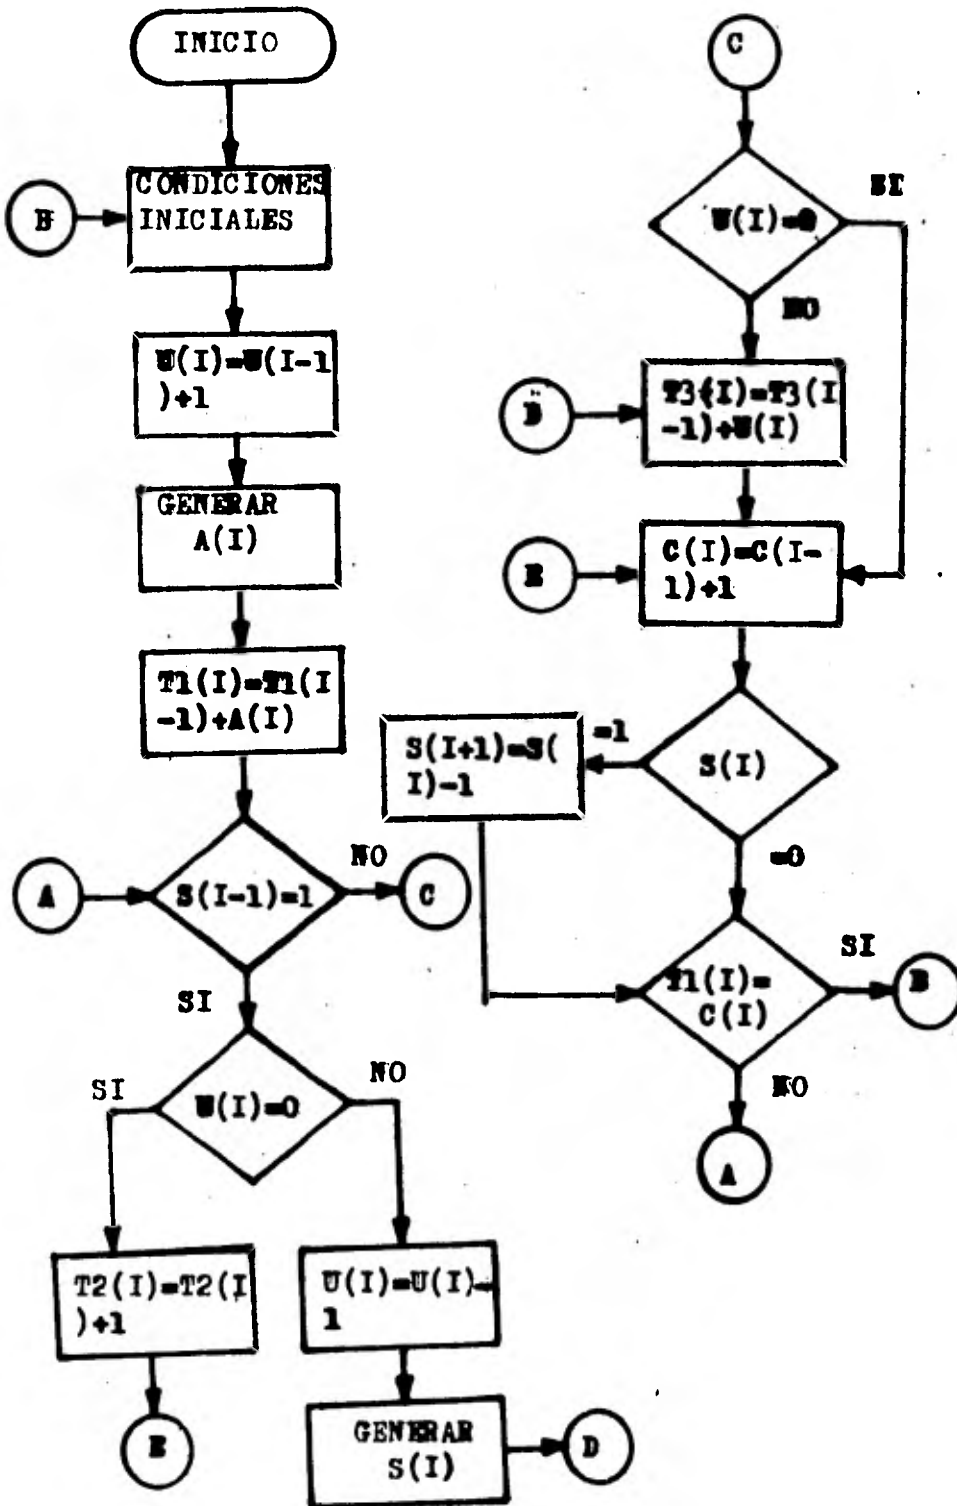 INICIO
CONDICIONES
INICIALES
B
U(I)=U(I-1
)+1
GENERAR
A(I)
T1(I)=T1(I
-1)+A(I)
A
S(I-1)=1
NO
C
SI
U(I)=0
SI
NO
T2(I)=T2(I
)+1
E
U(I)=U(I)-
1
GENERAR
S(I)
D
C
U(I)=0
SI
NO
D
T3(I)=T3(I
-1)+U(I)
E
C(I)=C(I-
1)+1
S(I)
=1
S(I+1)=S(
I)-1
=0
T1(I)=
C(I)
SI
B
NO
A